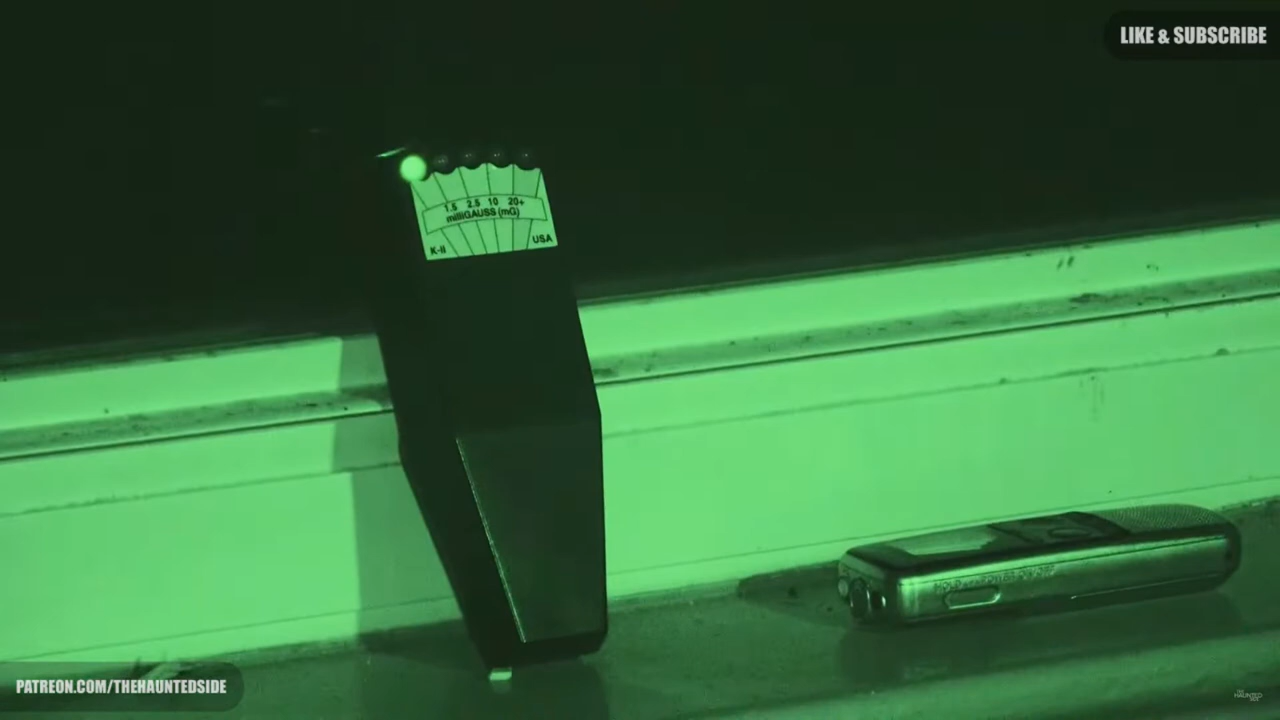 LIKE & SUBSCRIBE
1.5 2.5 10 20+
milliGAUSS (mG)
K-II USA
PATREON.COM/THEHAUNTEDSIDE